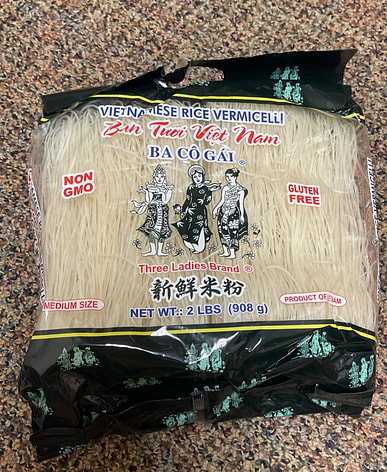 VIETNAMESE RICE VERMICELLI
Bún Tươi Việt Nam
BA CÔ GÁI ®
NON
GMO
GLUTEN
FREE
Three Ladies Brand ®
新鮮米粉
MEDIUM SIZE
PRODUCT OF VIETNAM
NET WT.: 2 LBS (908 g)